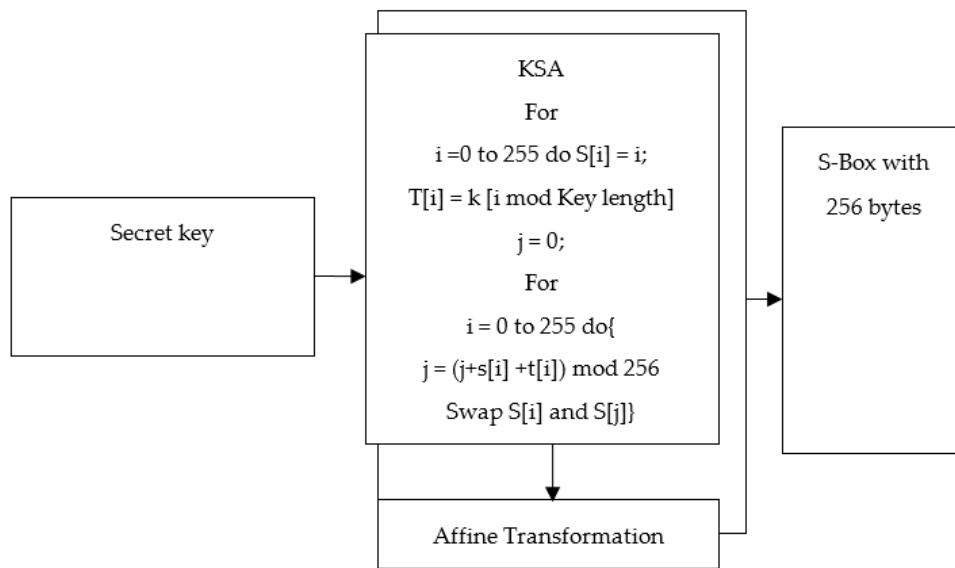 Secret key
KSA
For
i =0 to 255 do S[i] = i;
T[i] = k [i mod Key length]
j = 0;
For
i = 0 to 255 do{
j = (j+s[i] +t[i]) mod 256
Swap S[i] and S[j]}
Affine Transformation
S-Box with
256 bytes